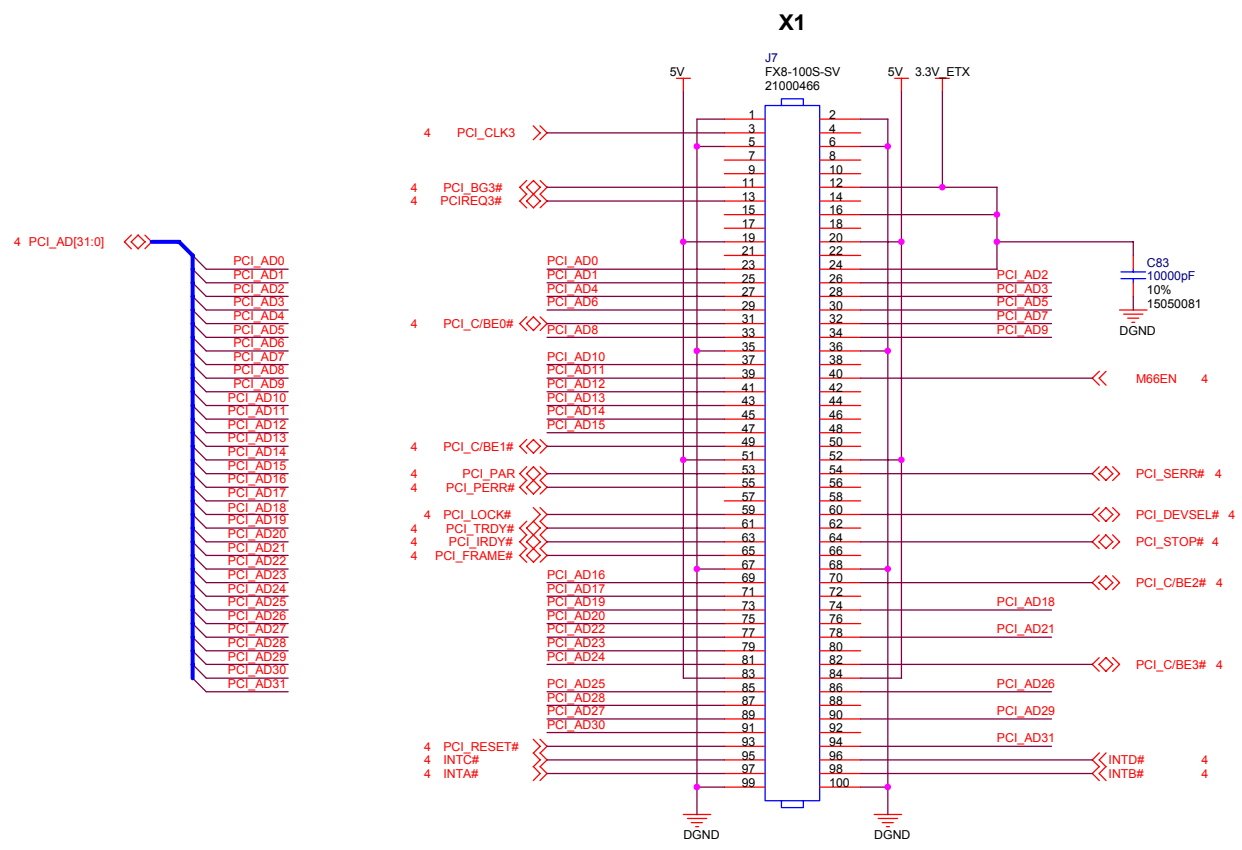 X1
J7
FX8-100S-SV
21000466
5V
5V
3.3V_ETX
1 2
4 PCI_CLK3 3 4
5 6
7 8
9 10
4 PCI_BG3# 11 12
4 PCIREQ3# 13 14
15 16
17 18
4 PCI_AD[31:0] 19 20
21 22
PCI_AD0 PCI_AD0 23 24
PCI_AD1 PCI_AD1 25 26 PCI_AD2
PCI_AD2 PCI_AD4 27 28 PCI_AD3
PCI_AD3 PCI_AD6 29 30 PCI_AD5
PCI_AD4 4 PCI_C/BE0# 31 32 PCI_AD7
PCI_AD5 PCI_AD8 33 34 PCI_AD9
C83
10000pF
10%
15050081
DGND
PCI_AD6 35 36
PCI_AD7 PCI_AD10 37 38
PCI_AD8 PCI_AD11 39 40 M66EN 4
PCI_AD9 PCI_AD12 41 42
PCI_AD10 PCI_AD13 43 44
PCI_AD11 PCI_AD14 45 46
PCI_AD12 PCI_AD15 47 48
PCI_AD13 4 PCI_C/BE1# 49 50
PCI_AD14 51 52
PCI_AD15 4 PCI_PAR 53 54 PCI_SERR# 4
PCI_AD16 4 PCI_PERR# 55 56
PCI_AD17 57 58
PCI_AD18 4 PCI_LOCK# 59 60 PCI_DEVSEL# 4
PCI_AD19 4 PCI_TRDY# 61 62
PCI_AD20 4 PCI_IRDY# 63 64 PCI_STOP# 4
PCI_AD21 4 PCI_FRAME# 65 66
PCI_AD22 67 68
PCI_AD23 PCI_AD16 69 70 PCI_C/BE2# 4
PCI_AD24 PCI_AD17 71 72
PCI_AD25 PCI_AD19 73 74 PCI_AD18
PCI_AD26 PCI_AD20 75 76
PCI_AD27 PCI_AD22 77 78 PCI_AD21
PCI_AD28 PCI_AD23 79 80
PCI_AD29 PCI_AD24 81 82 PCI_C/BE3# 4
PCI_AD30 83 84
PCI_AD31 PCI_AD25 85 86 PCI_AD26
PCI_AD28 87 88
PCI_AD27 89 90 PCI_AD29
PCI_AD30 91 92
4 PCI_RESET# 93 94 PCI_AD31
4 INTC# 95 96 INTD# 4
4 INTA# 97 98 INTB# 4
99 100
DGND DGND